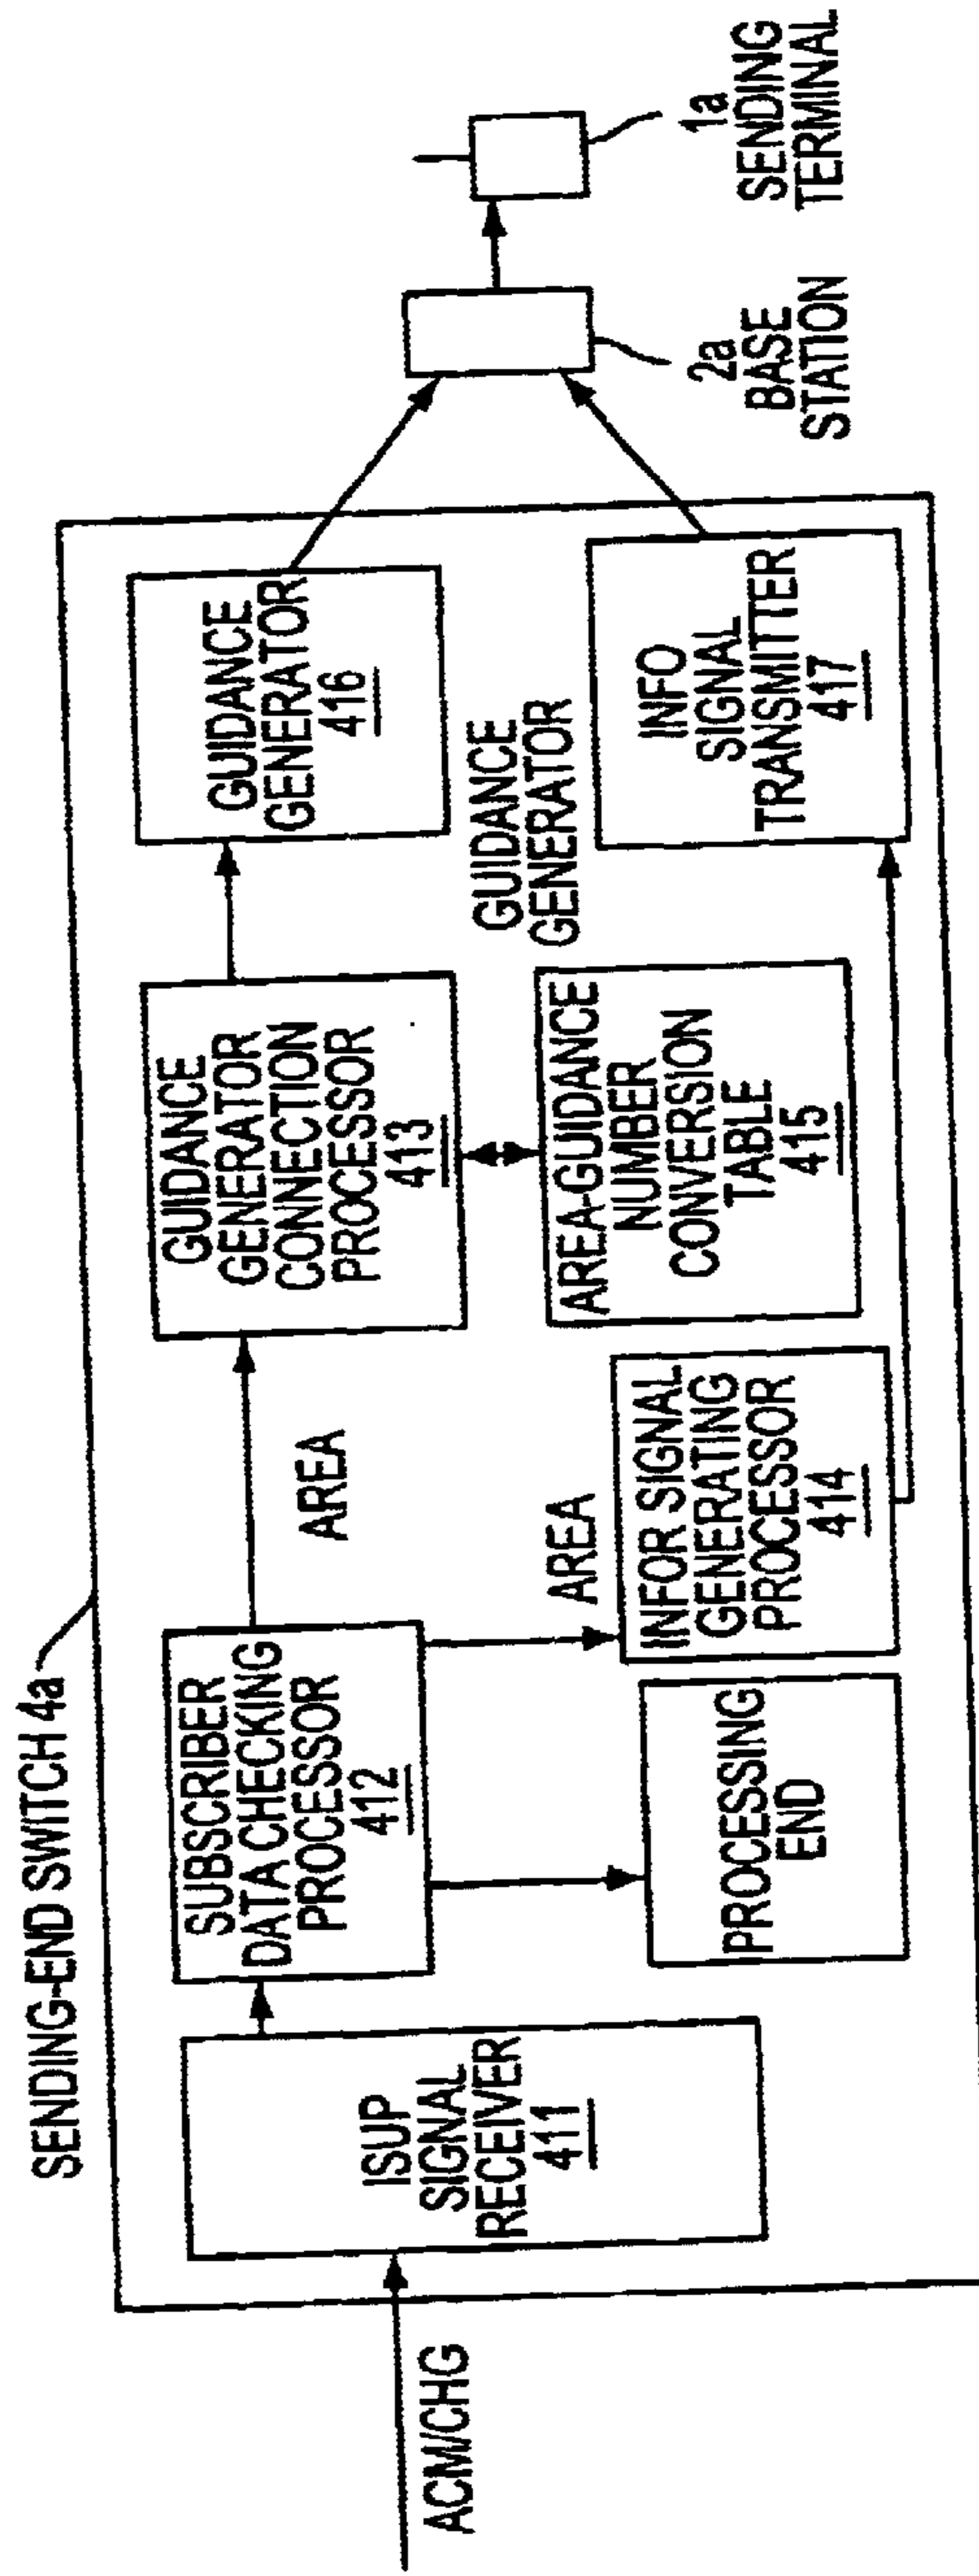 SENDING-END SWITCH 4a
ACM/CHG
ISUP
SIGNAL
RECEIVER
411
SUBSCRIBER
DATA CHECKING
PROCESSOR
412
PROCESSING
END
AREA
AREA
INFOR SIGNAL
GENERATING
PROCESSOR
414
GUIDANCE
GENERATOR
CONNECTION
PROCESSOR
413
AREA-GUIDANCE
NUMBER
CONVERSION
TABLE
415
GUIDANCE
GENERATOR
416
GUIDANCE
GENERATOR
INFO
SIGNAL
TRANSMITTER
417
2a
BASE
STATION
1a
SENDING
TERMINAL